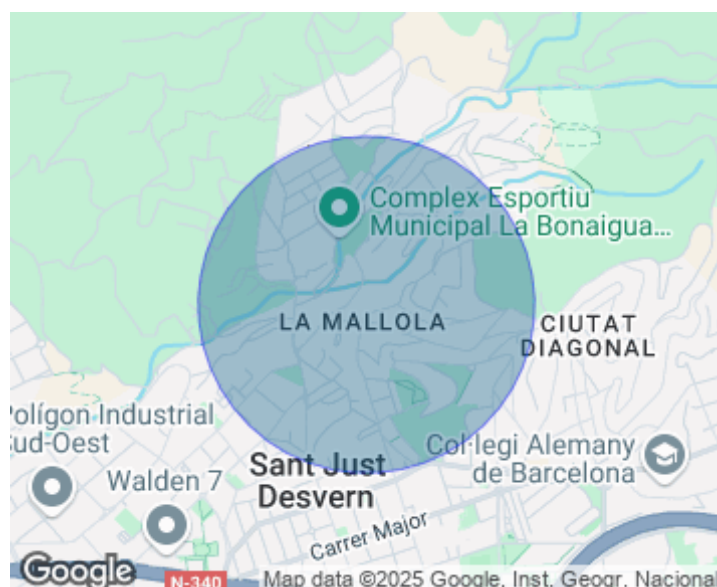 Complex Esportiu
Municipal La Bonaigua...
LA MALLOLA
CIUTAT
DIAGONAL
Polígon Industrial
Sud-Oest
Walden 7
Sant Just
Desvern
Col·legi Alemany
de Barcelona
Carrer Major
Google
N-340
Map data ©2025 Google, Inst. Geogr. Nacional